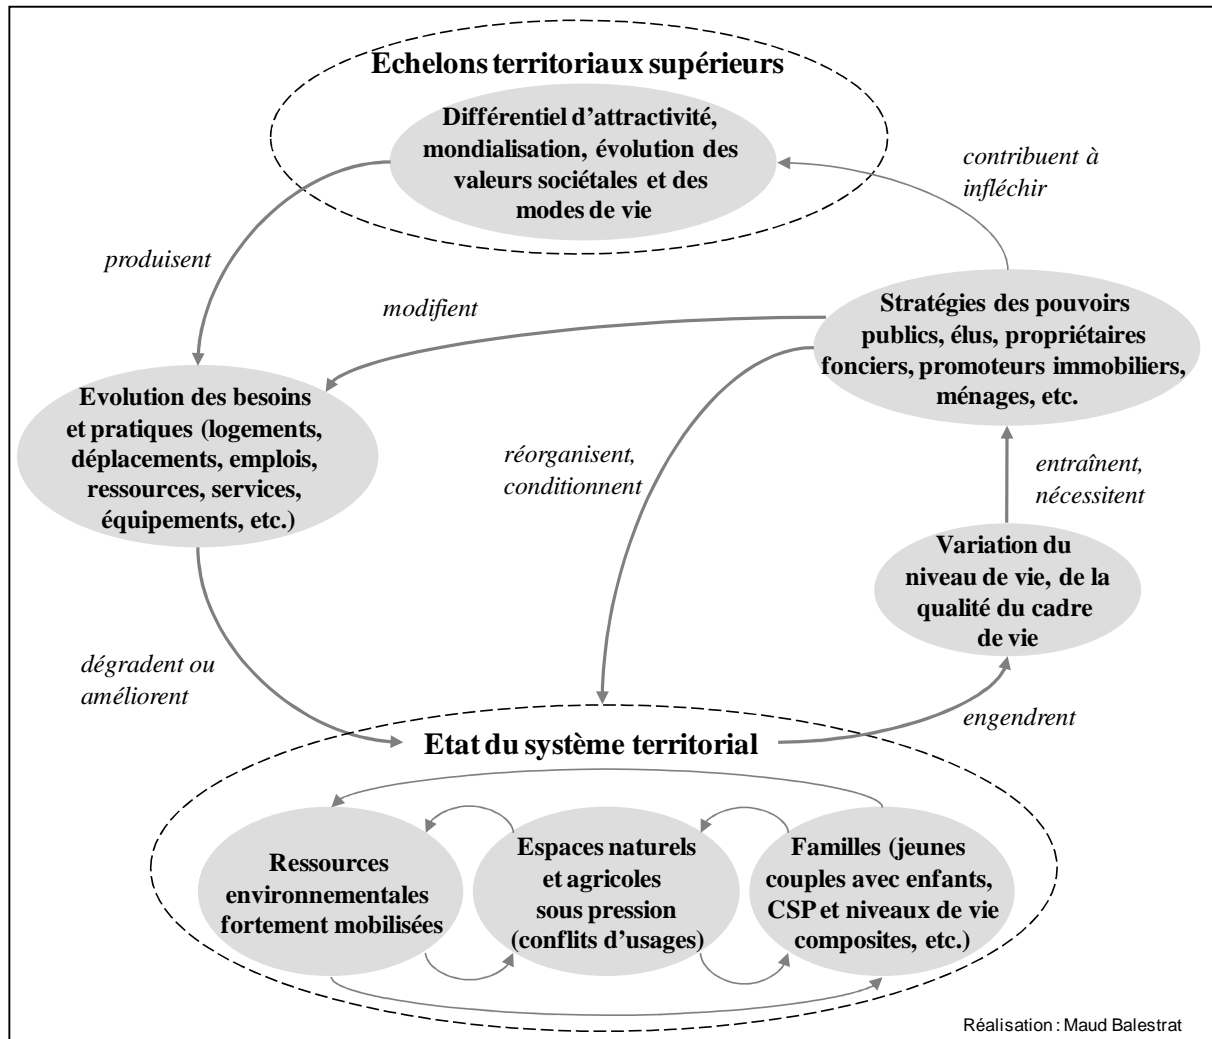 Echelons territoriaux supérieurs
Différentiel d'attractivité,
mondialisation, évolution des
valeurs sociétales et des
modes de vie
contribuent à
infléchir
produisent
modifient
Stratégies des pouvoirs
publics, élus, propriétaires
fonciers, promoteurs immobiliers,
ménages, etc.
Evolution des besoins
et pratiques (logements,
déplacements, emplois,
ressources, services,
équipements, etc.)
réorganisent,
conditionnent
entraînent,
nécessitent
Variation du
niveau de vie, de la
qualité du cadre
de vie
dégradent ou
améliorent
engendrent
Etat du système territorial
Ressources
environnementales
fortement mobilisées
Espaces naturels
et agricoles
sous pression
(conflits d'usages)
Familles (jeunes
couples avec enfants,
CSP et niveaux de vie
composites, etc.)
Réalisation : Maud Balestrat